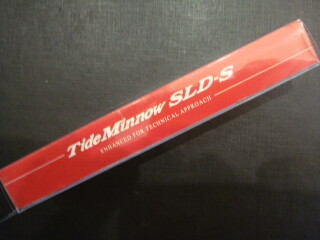 Tide Minnow SLD-S
ENHANCED FOR TECHNICAL APPROACH